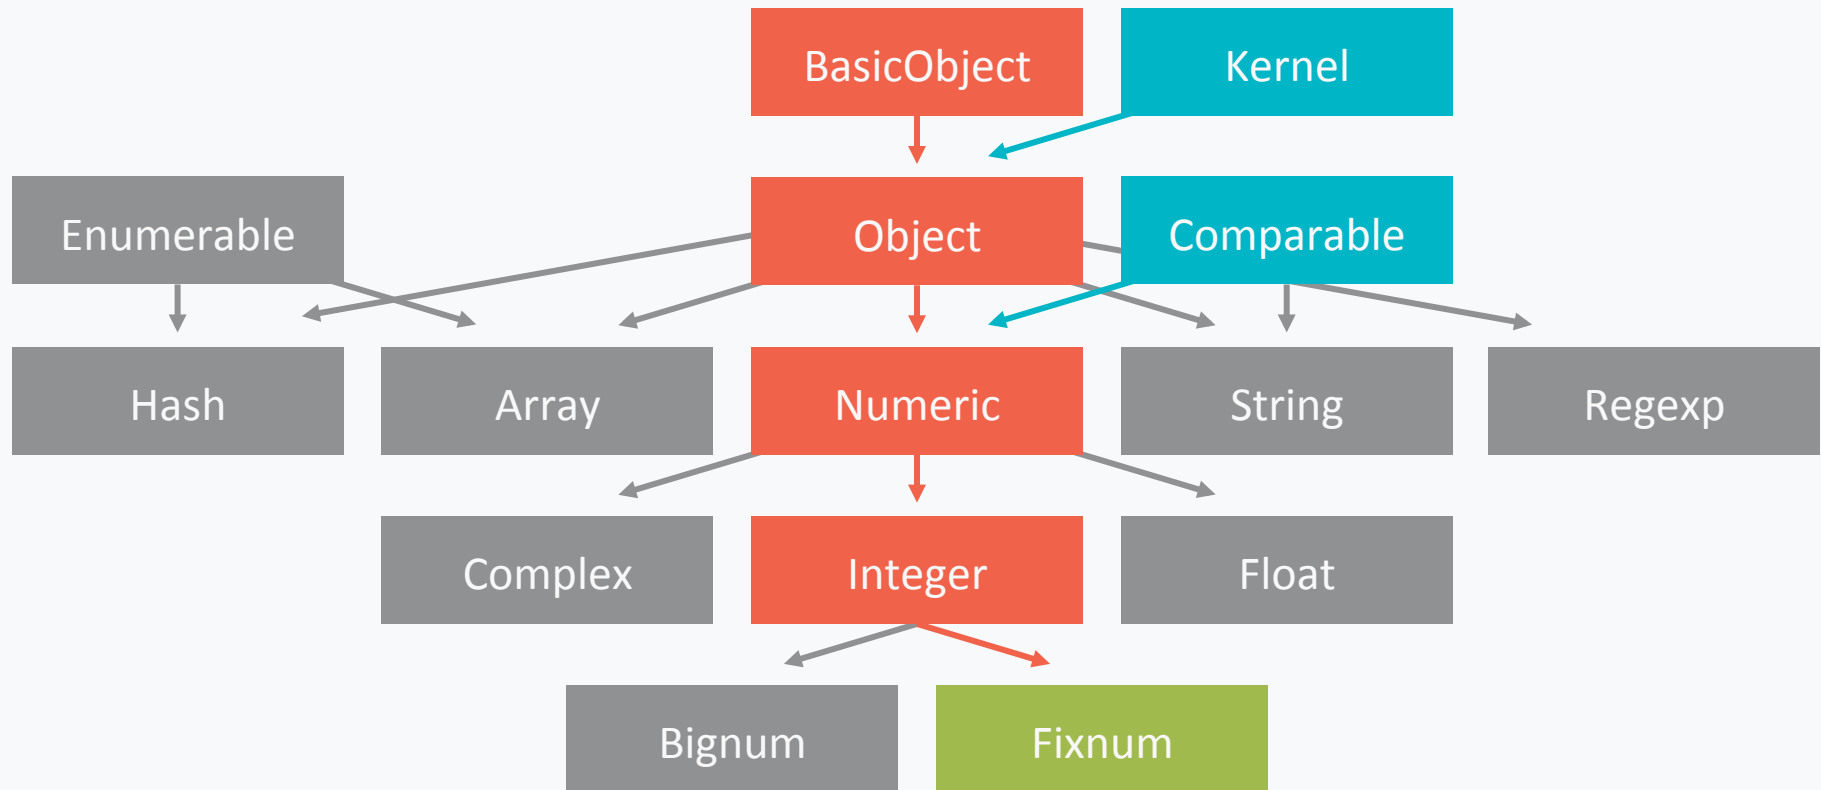 BasicObject
Kernel
Enumerable
Object
Comparable
Hash
Array
Numeric
String
Regexp
Complex
Integer
Float
Bignum
Fixnum